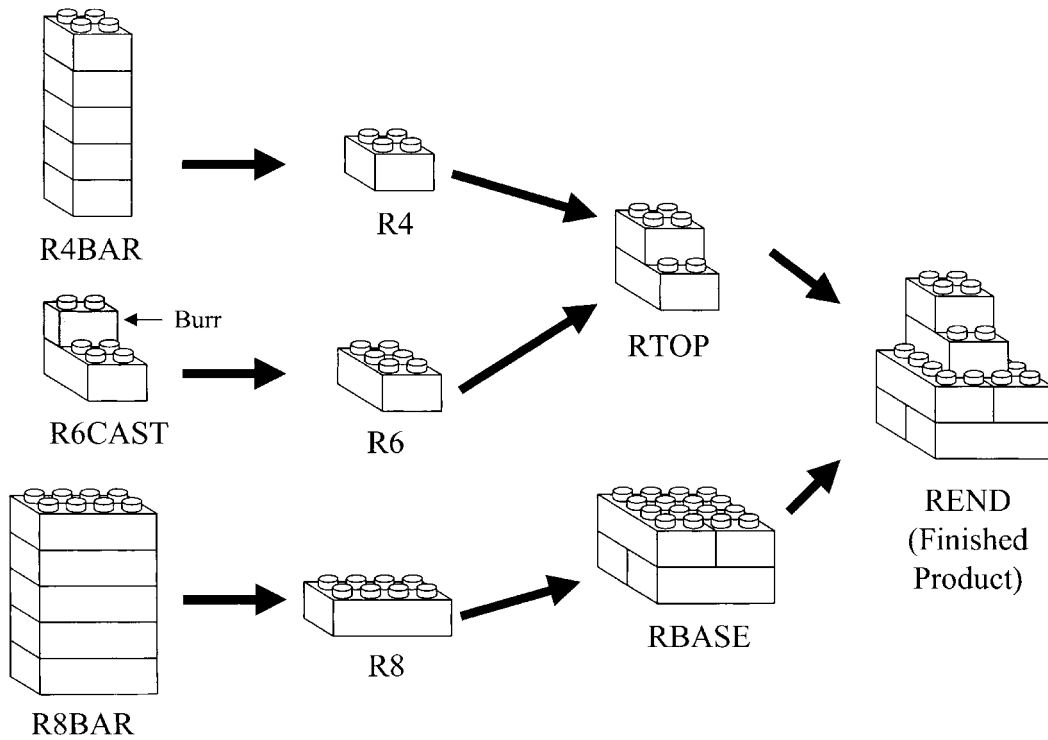 R4BAR
R4
Burr
RTOP
R6CAST
R6
REND
(Finished
Product)
RBASE
R8
R8BAR